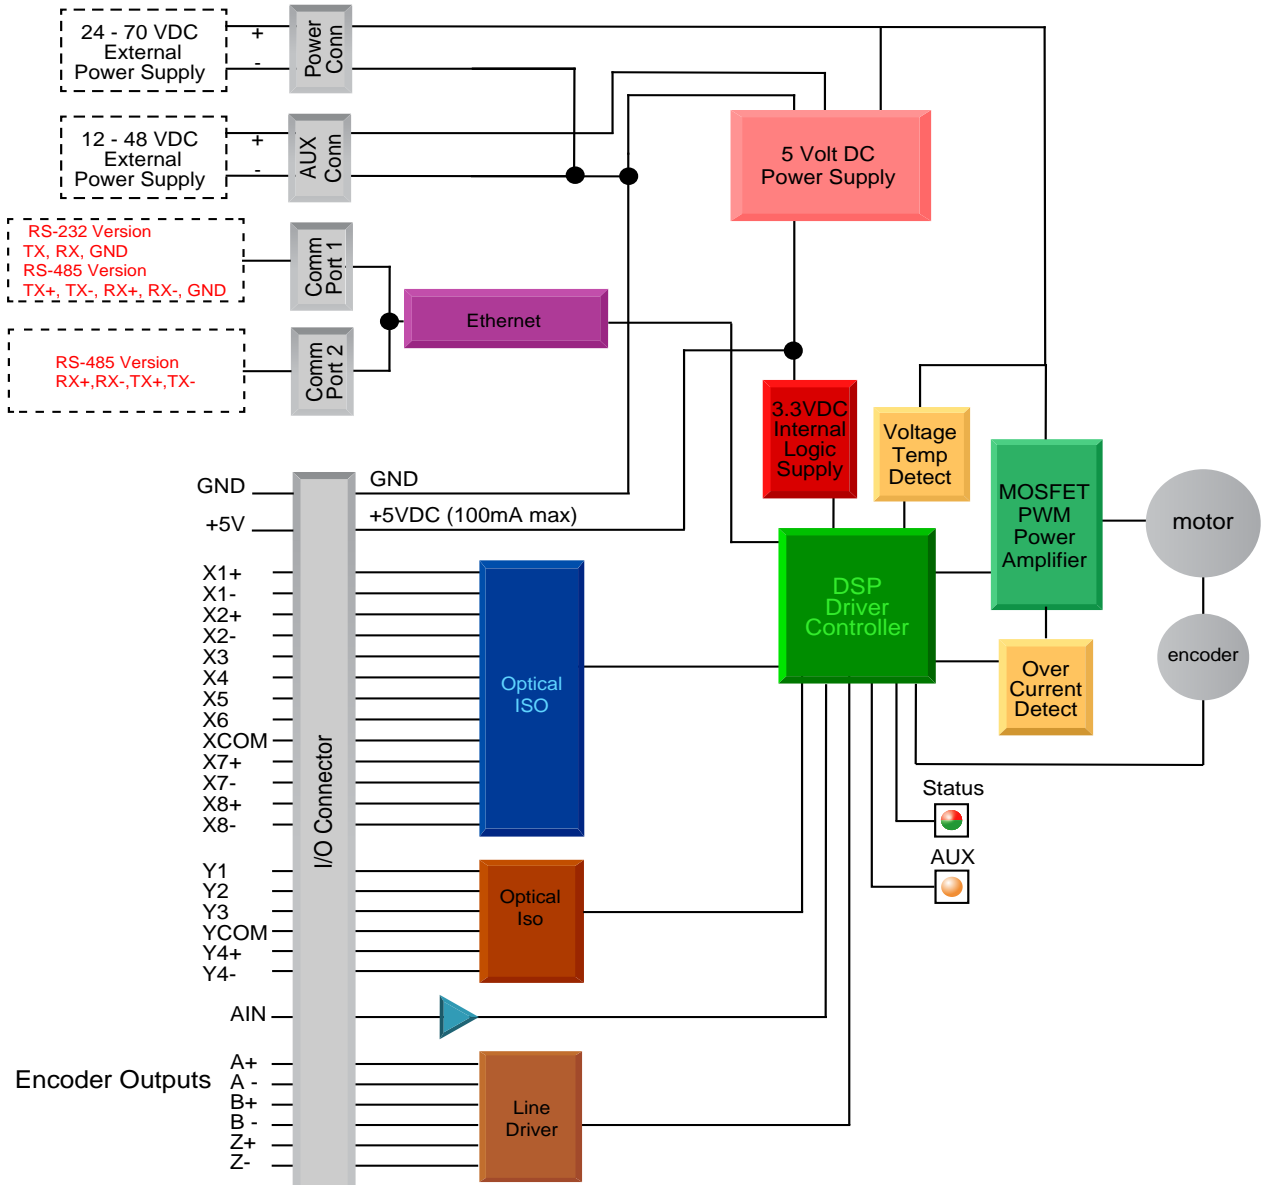 24 - 70 VDC
External
Power Supply
+
-
Power
Conn
12 - 48 VDC
External
Power Supply
+
-
AUX
Conn
5 Volt DC
Power Supply
RS-232 Version
TX, RX, GND
RS-485 Version
TX+, TX-, RX+, RX-, GND
Comm
Port 1
Ethernet
RS-485 Version
RX+,RX-,TX+,TX-
Comm
Port 2
3.3VDC
Internal
Logic
Supply
Voltage
Temp
Detect
MOSFET
PWM
Power
Amplifier
motor
encoder
DSP
Driver
Controller
Over
Current
Detect
Status
AUX
GND
+5V
GND
+5VDC (100mA max)
I/O Connector
X1+
X1-
X2+
X2-
X3
X4
X5
X6
XCOM
X7+
X7-
X8+
X8-
Optical
ISO
Y1
Y2
Y3
YCOM
Y4+
Y4-
Optical
Iso
AIN
Encoder Outputs
A+
A -
B+
B -
Z+
Z-
Line
Driver